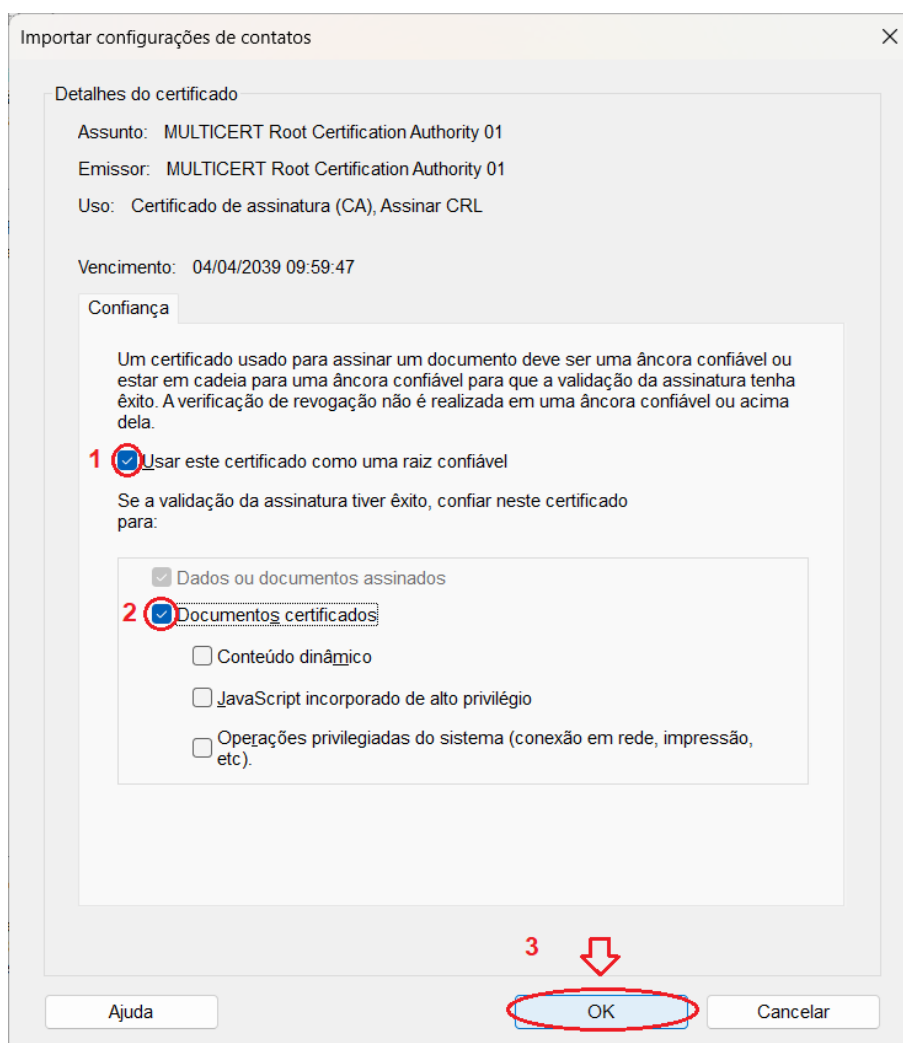 Importar configurações de contatos
Detalhes do certificado
Assunto: MULTICERT Root Certification Authority 01
Emissor: MULTICERT Root Certification Authority 01
Uso: Certificado de assinatura (CA), Assinar CRL
Vencimento: 04/04/2039 09:59:47
Confiança
Um certificado usado para assinar um documento deve ser uma âncora confiável ou
estar em cadeia para uma âncora confiável para que a validação da assinatura tenha
êxito. A verificação de revogação não é realizada em uma âncora confiável ou acima
dela.
1 Usar este certificado como uma raiz confiável
Se a validação da assinatura tiver êxito, confiar neste certificado
para:
Dados ou documentos assinados
2 Documentos certificados
Conteúdo dinâmico
JavaScript incorporado de alto privilégio
Operações privilegiadas do sistema (conexão em rede, impressão,
etc).
3
Ajuda OK Cancelar